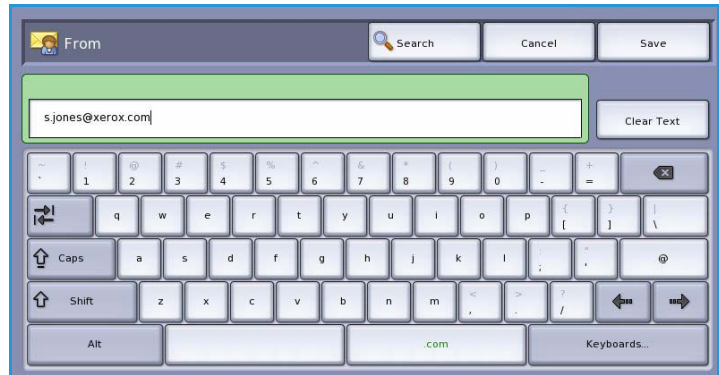 From Search Cancel Save
s.jones@xerox.com
Clear Text
~ ! @ # $ % ^ & * ( ) _ +
` 1 2 3 4 5 6 7 8 9 0 - =
{ } |
q w e r t y u i o p [ ] \
: "
Caps a s d f g h j k l ; ' @
< > ?
Shift z x c v b n m , . /
Alt .com Keyboards...